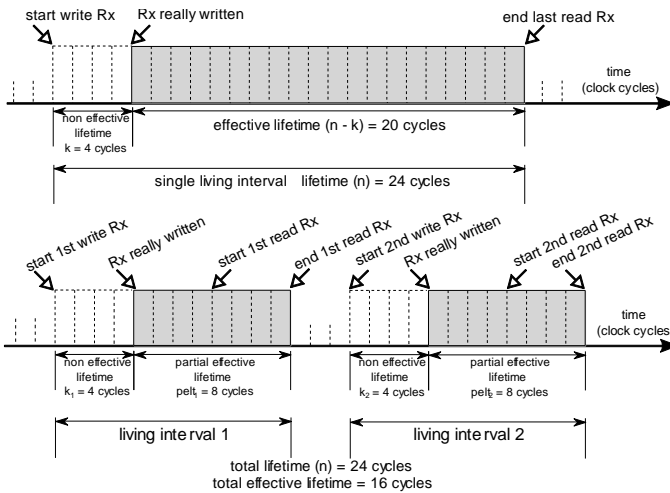 start write Rx
Rx really written
end last read Rx
time
(clock cycles)
non effective
lifetime
k = 4 cycles
effective lifetime (n - k) = 20 cycles
single living interval lifetime (n) = 24 cycles
start 1st write Rx
Rx really written
start 1st read Rx
end 1st read Rx
start 2nd write Rx
Rx really written
start 2nd read Rx
end 2nd read Rx
time
(clock cycles)
non effective
lifetime
k₁ = 4 cycles
partial effective
lifetime
pelt₁ = 8 cycles
non effective
lifetime
k₂ = 4 cycles
partial effective
lifetime
pelt₂ = 8 cycles
living interval 1
living interval 2
total lifetime (n) = 24 cycles
total effective lifetime = 16 cycles